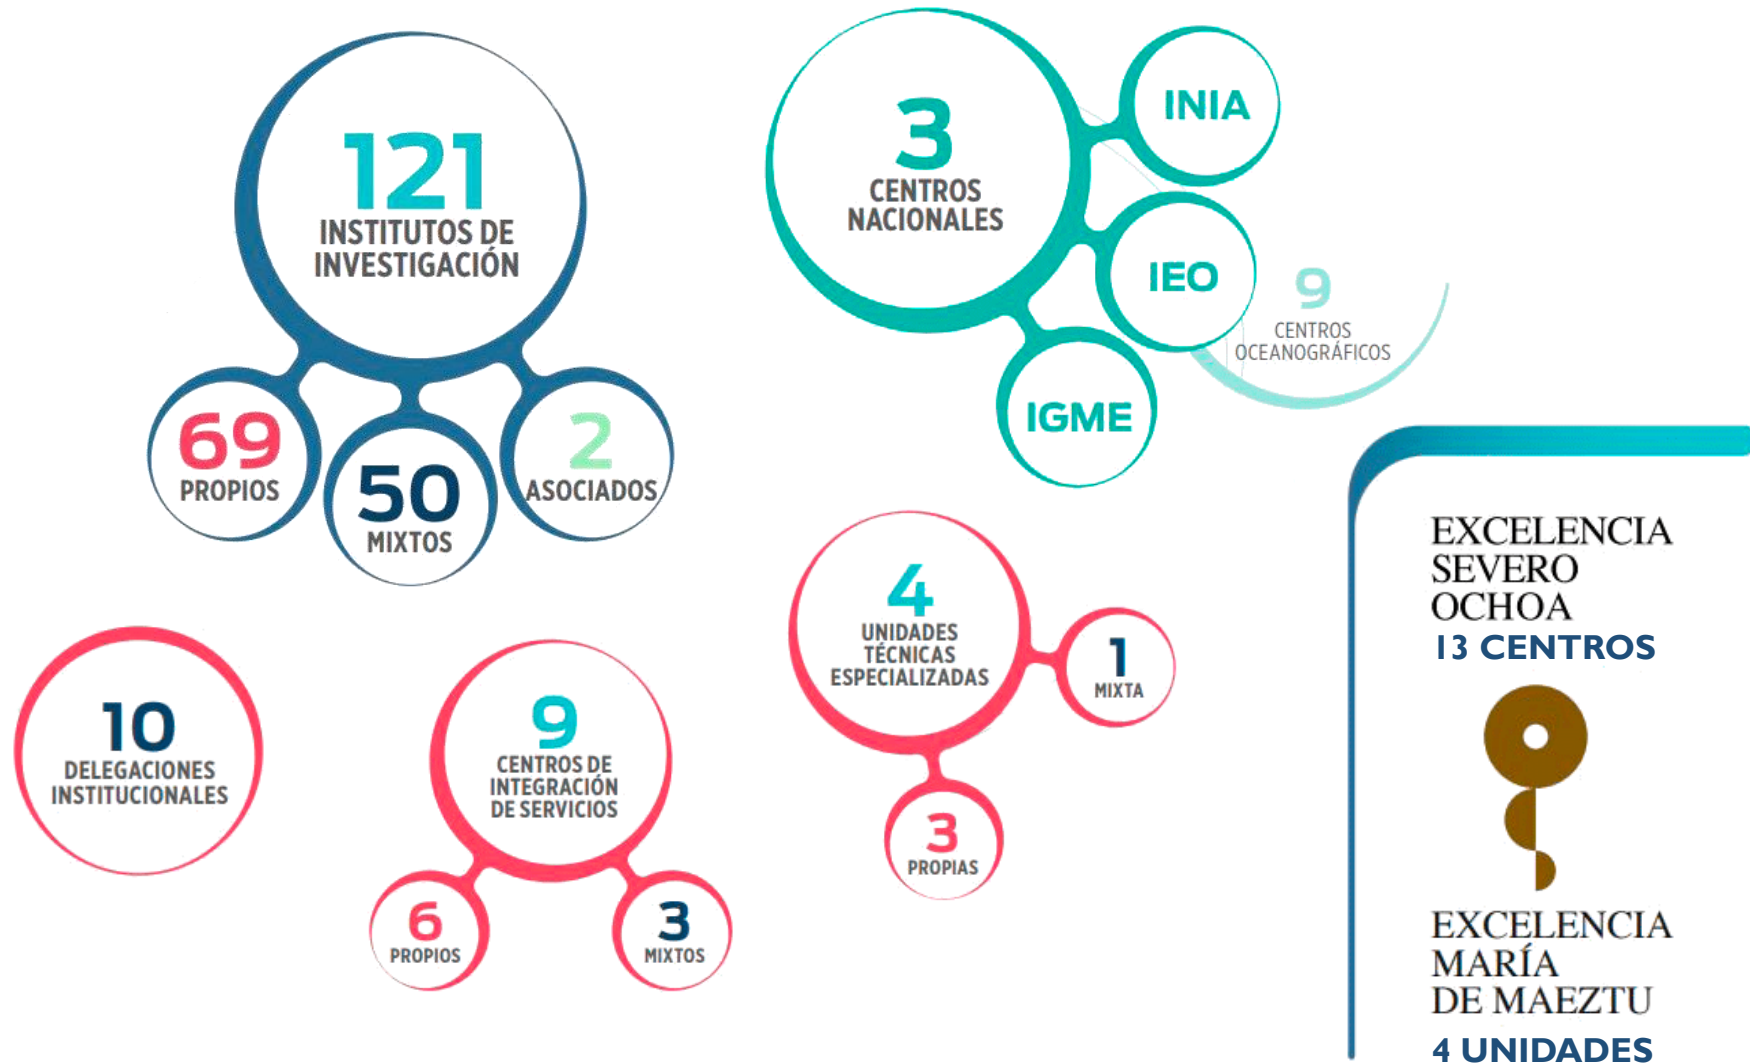 121
INSTITUTOS DE
INVESTIGACIÓN
69
PROPIOS
50
MIXTOS
2
ASOCIADOS
3
CENTROS
NACIONALES
INIA
IEO
IGME
9
CENTROS
OCEANOGRÁFICOS
10
DELEGACIONES
INSTITUCIONALES
9
CENTROS DE
INTEGRACIÓN
DE SERVICIOS
6
PROPIOS
3
MIXTOS
4
UNIDADES
TÉCNICAS
ESPECIALIZADAS
1
MIXTA
3
PROPIAS
EXCELENCIA
SEVERO
OCHOA
13 CENTROS
EXCELENCIA
MARÍA
DE MAEZTU
4 UNIDADES